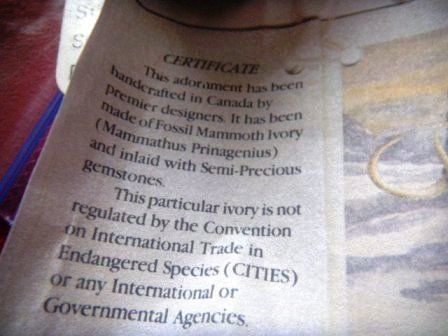 CERTIFICATE
This adornment has been
handcrafted in Canada by
premier designers. It has been
made of Fossil Mammoth Ivory
(Mammathus Prinagenius)
and inlaid with Semi-Precious
gemstones.
This particular ivory is not
regulated by the Convention
on International Trade in
Endangered Species (CITIES)
or any International or
Governmental Agencies.